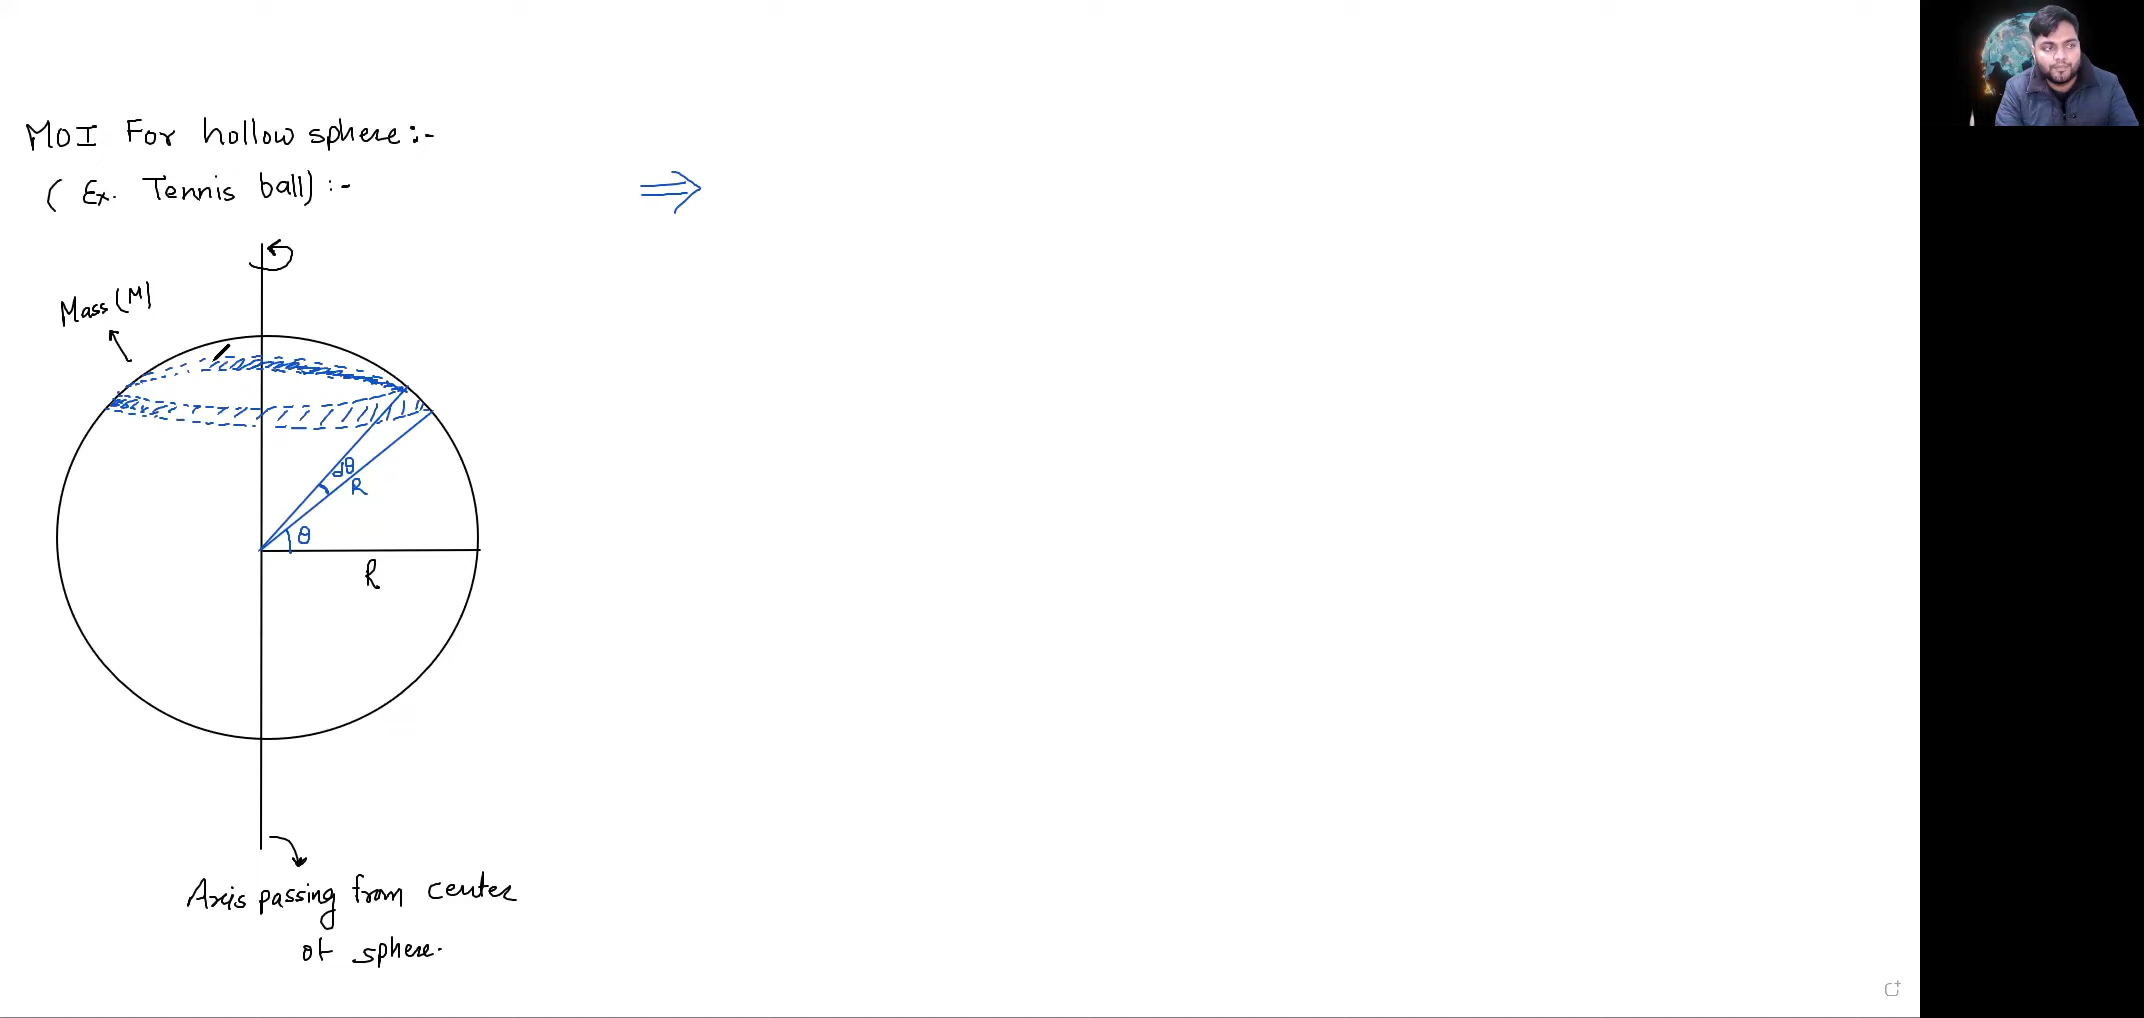 MOI For hollow sphere:-
( Ex. Tennis ball) :-
⇒
Mass (M)
dθ
R
θ
R
Axis passing from center
of sphere.